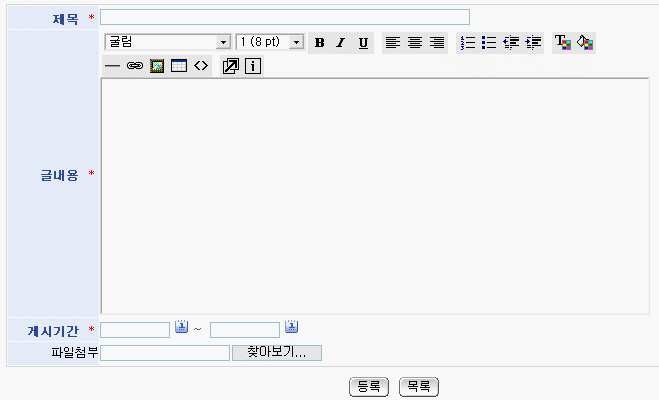 제목 *
굴림 1 (8 pt) B I U
글내용 *
게시기간 * ~
파일첨부 찾아보기...
등록 목록